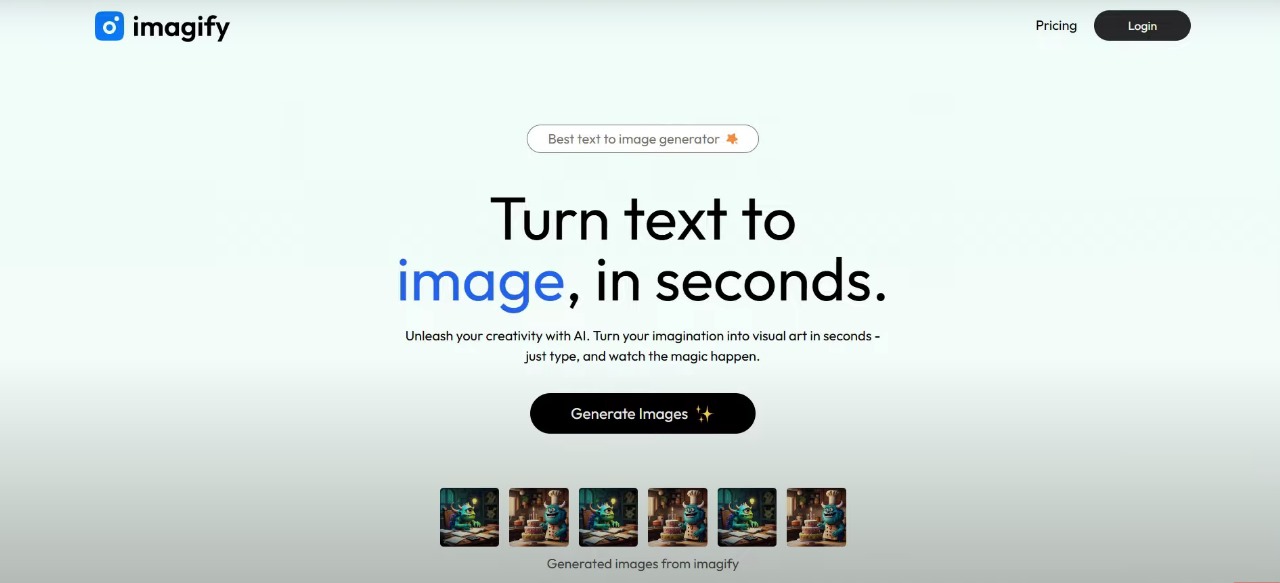 imagify
Pricing
Login
Best text to image generator
Turn text to
image, in seconds.
Unleash your creativity with AI. Turn your imagination into visual art in seconds -
just type, and watch the magic happen.
Generate Images
Generated images from imagify